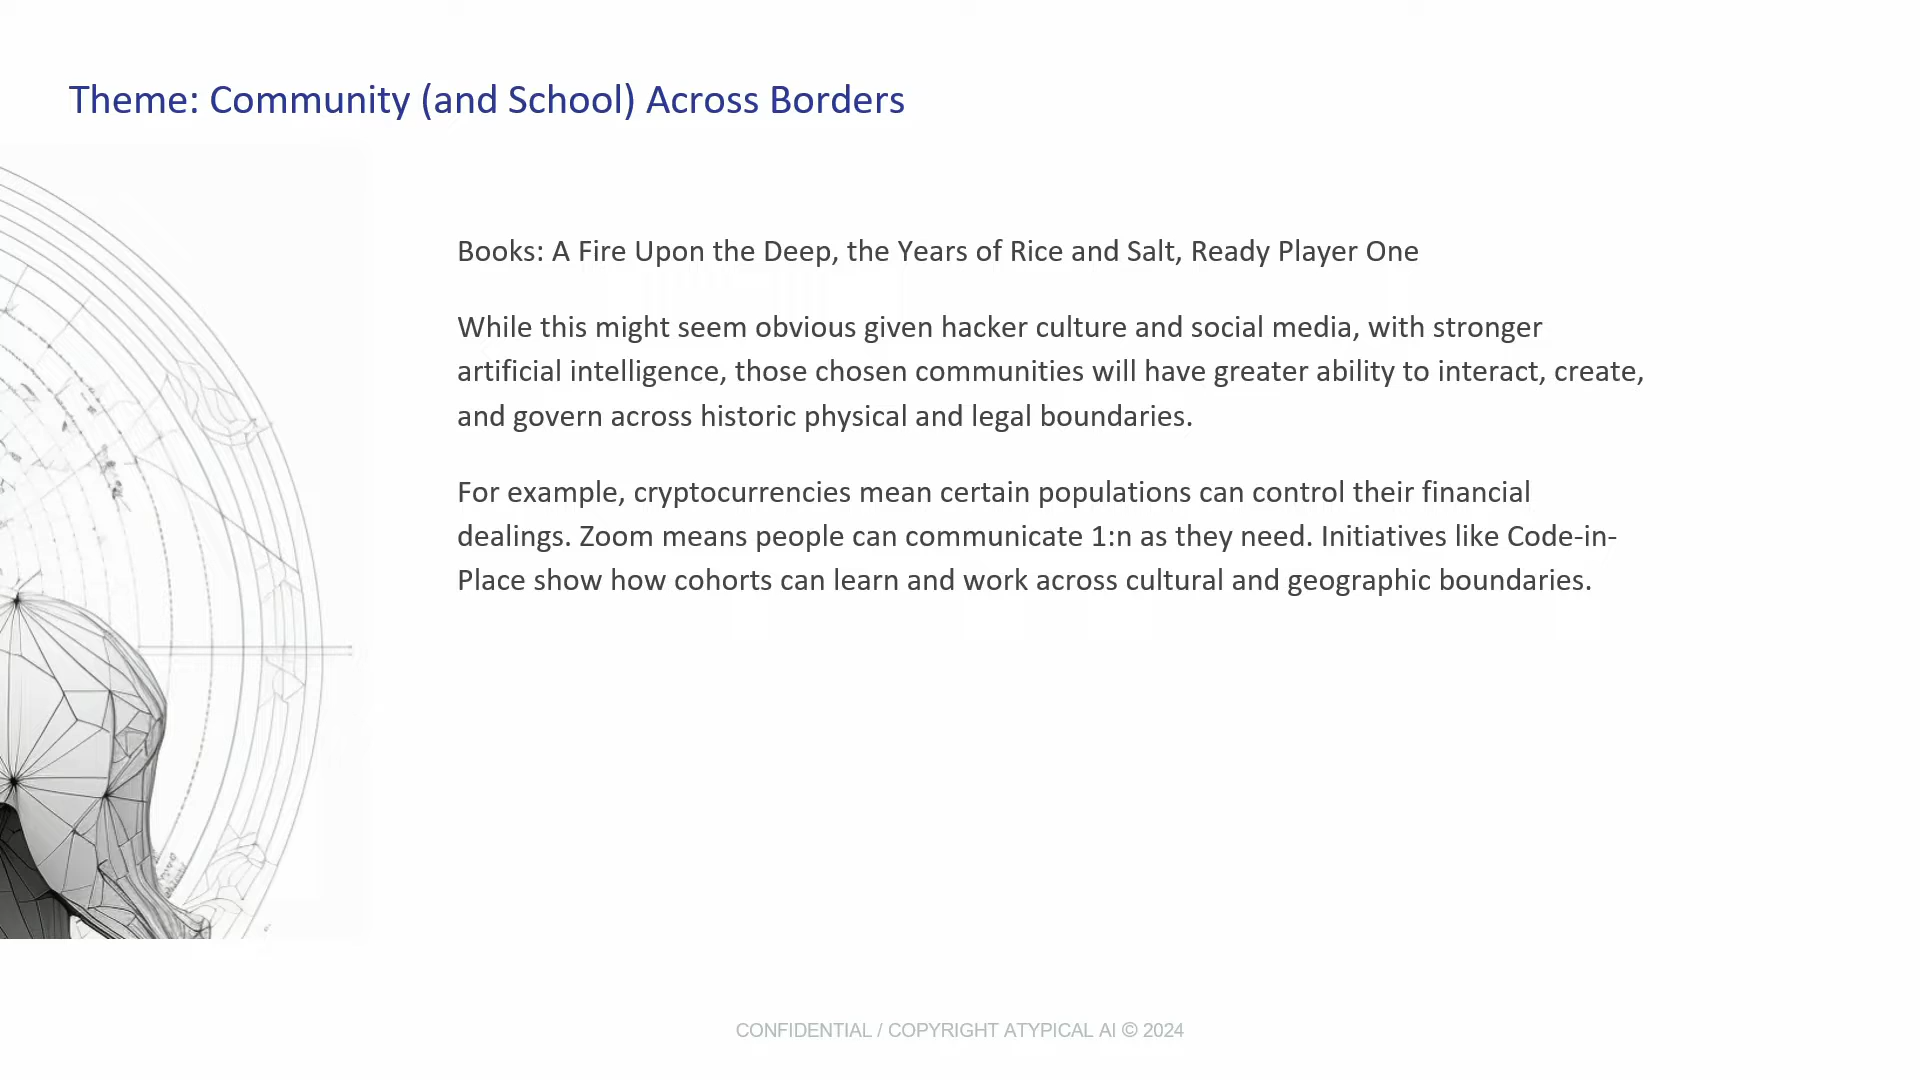 Theme: Community (and School) Across Borders
Books: A Fire Upon the Deep, the Years of Rice and Salt, Ready Player One
While this might seem obvious given hacker culture and social media, with stronger
artificial intelligence, those chosen communities will have greater ability to interact, create,
and govern across historic physical and legal boundaries.
For example, cryptocurrencies mean certain populations can control their financial
dealings. Zoom means people can communicate 1:n as they need. Initiatives like Code-in-
Place show how cohorts can learn and work across cultural and geographic boundaries.
CONFIDENTIAL / COPYRIGHT ATYPICAL AI © 2024